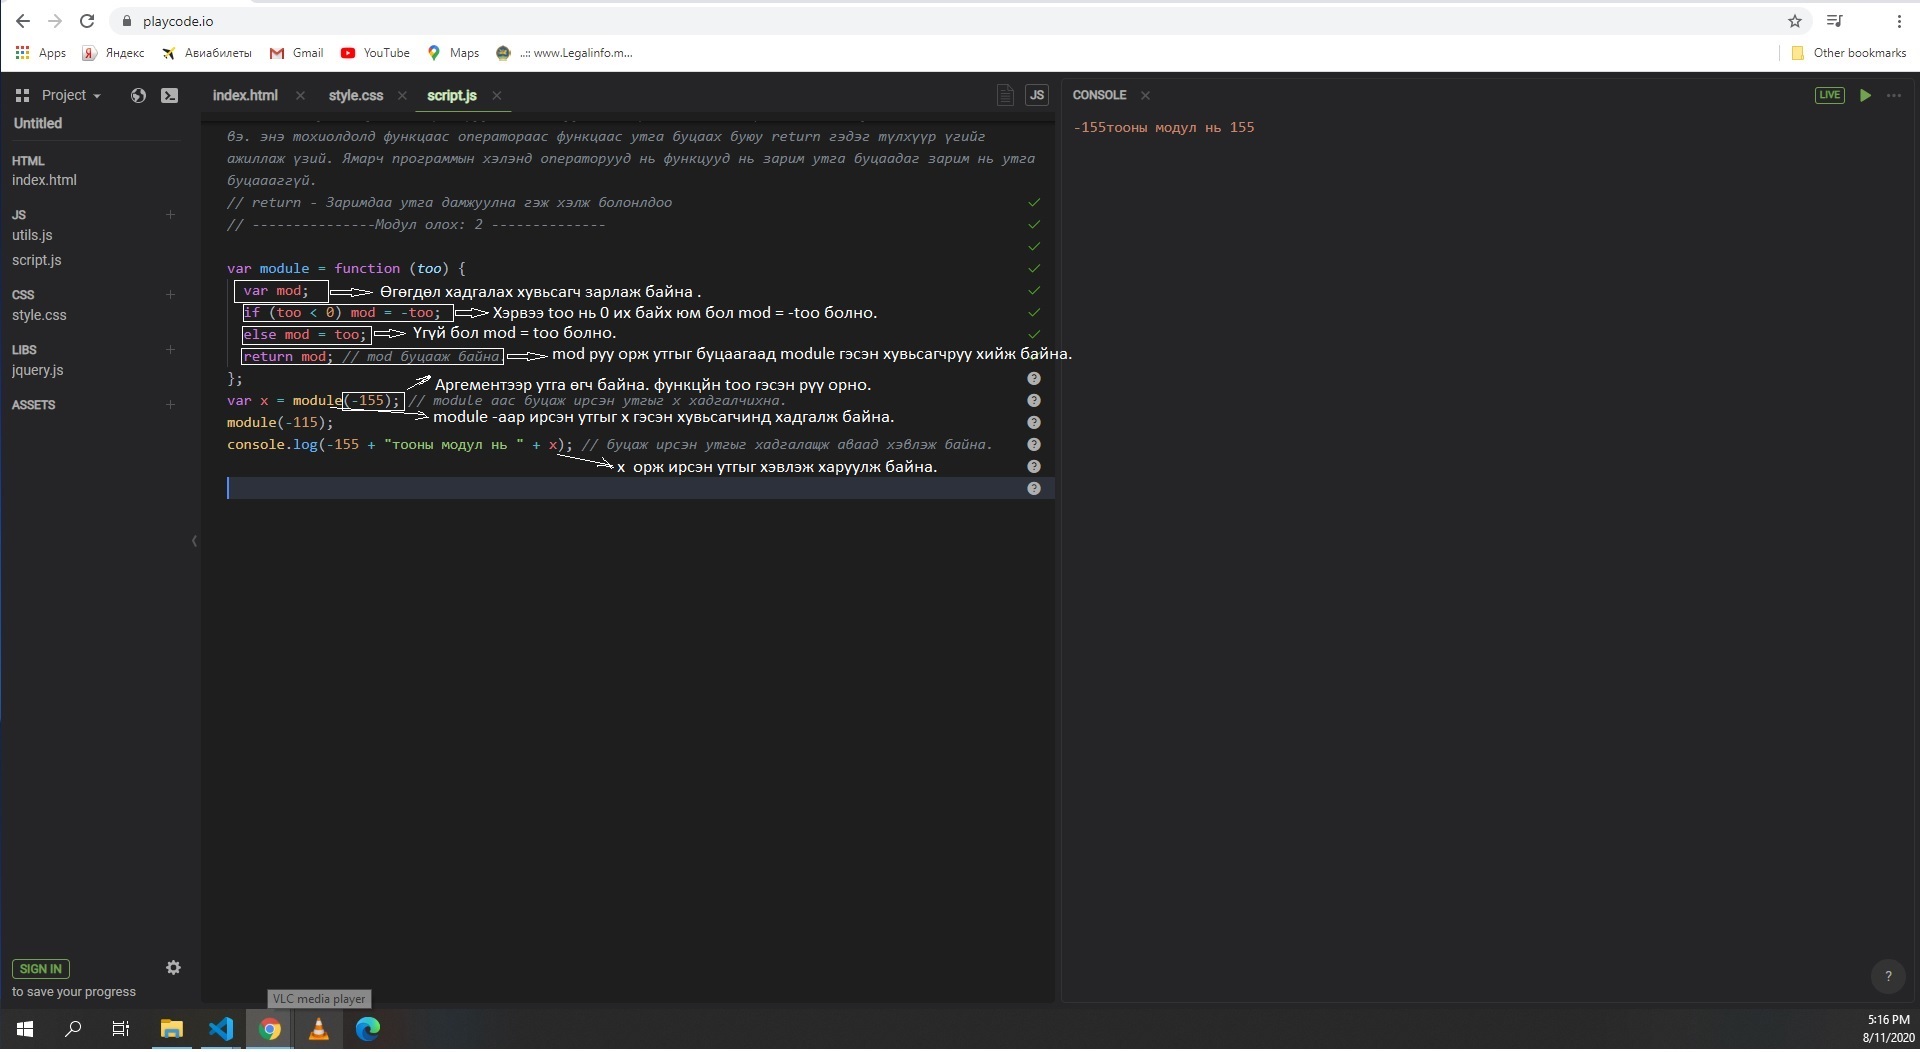 playcode.io
Apps Яндекс Авиабилеты Gmail YouTube Maps ..:: www.Legalinfo.m... Other bookmarks
Project
index.html style.css script.js
JS
CONSOLE
LIVE
Untitled
HTML
index.html
JS
utils.js
script.js
CSS
style.css
LIBS
jquery.js
ASSETS
вэ. энэ тохиолдолд функцаас оператораас функцаас утга буцаах буюу return гэдэг түлхүүр үгийг
ажиллаж үзий. Ямарч программын хэлэнд операторууд нь функцууд нь зарим утга буцаадаг зарим нь утга
буцаааггүй.
// return - Заримдаа утга дамжуулна гэж хэлж болонлдоо
// ---------------Модул олох: 2 --------------
var module = function (too) {
var mod; Өгөгдөл хадгалах хувьсагч зарлаж байна .
if (too < 0) mod = -too; Хэрвээ too нь 0 их байх юм бол mod = -too болно.
else mod = too; Үгүй бол mod = too болно.
return mod; // mod буцааж байна. mod руу орж утгыг буцаагаад module гэсэн хувьсагчруу хийж байна.
};
Аргементээр утга өгч байна. функцйн too гэсэн рүү орно.
var x = module(-155); // module аас буцаж ирсэн утгыг x хадгалчихна.
module -аар ирсэн утгыг x гэсэн хувьсагчинд хадгалж байна.
module(-115);
console.log(-155 + "тооны модул нь " + x); // буцаж ирсэн утгыг хадгалащж аваад хэвлэж байна.
x орж ирсэн утгыг хэвлэж харуулж байна.
-155тооны модул нь 155
SIGN IN
to save your progress
VLC media player
5:16 PM
8/11/2020